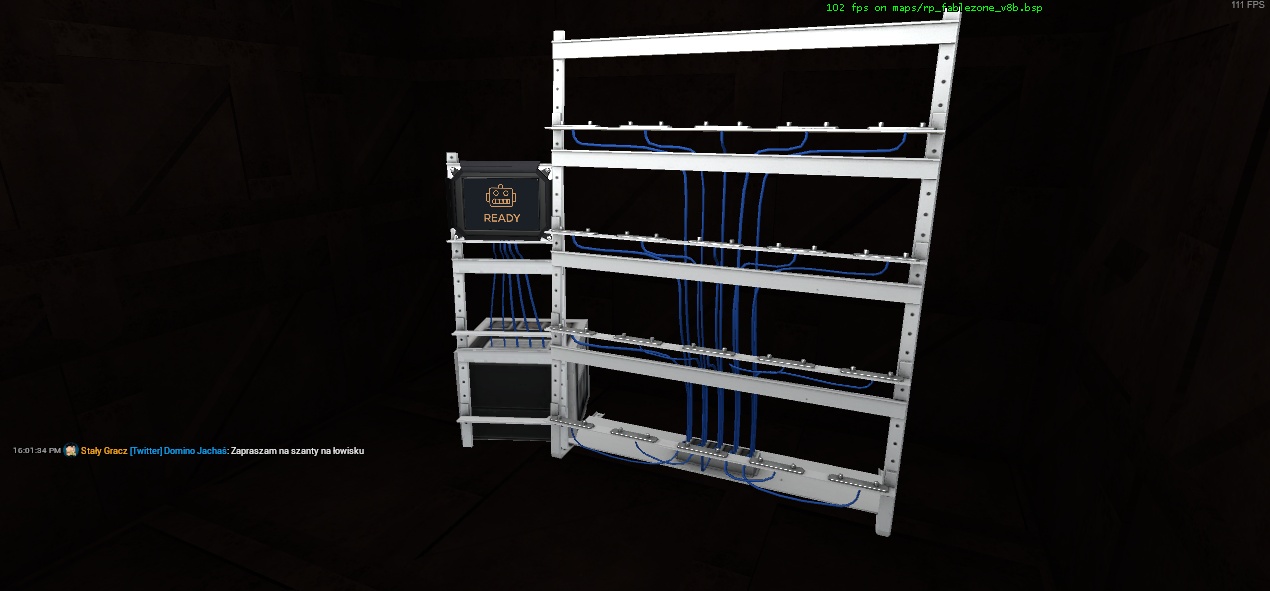 102 fps on maps/rp_fablezone_v8b.bsp
111 FPS
READY
16:01:34 PM Stały Gracz [Twitter] Domino Jachaś: Zapraszam na szanty na łowisku